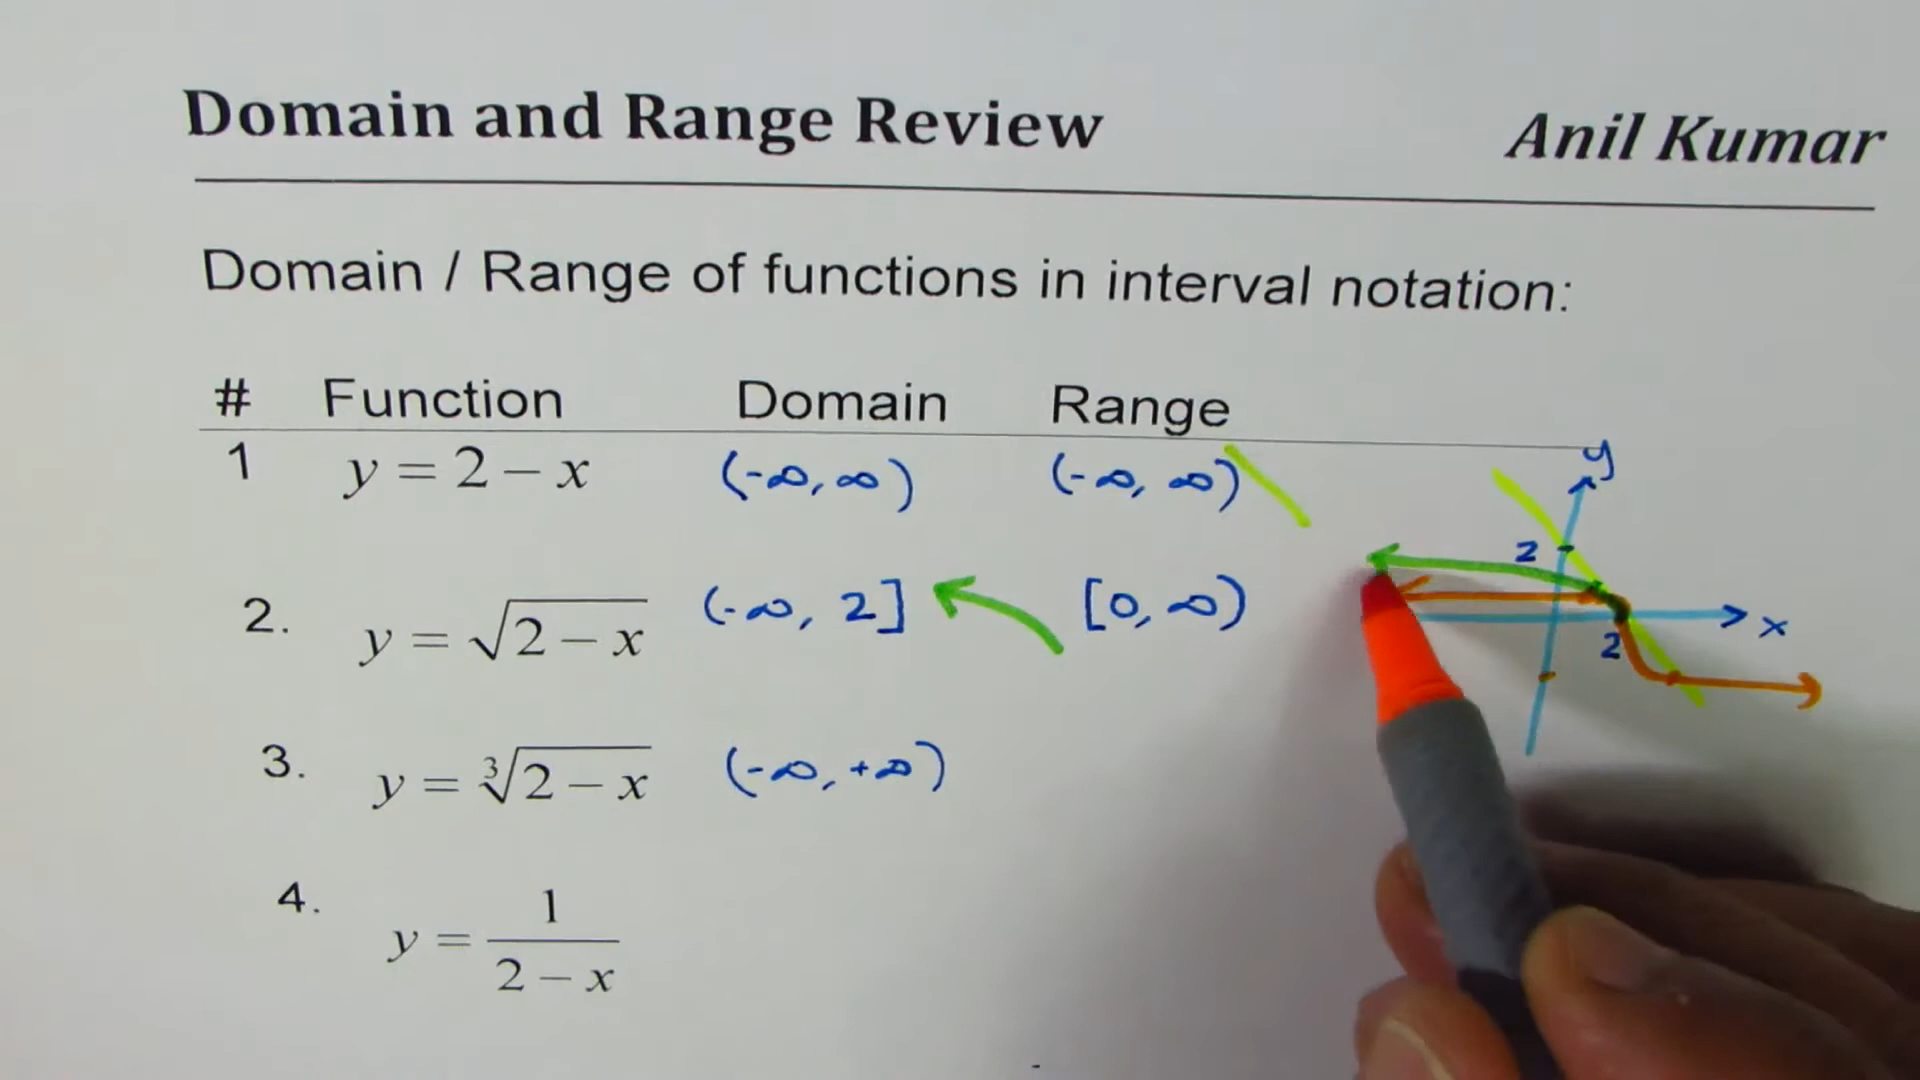 Domain and Range Review Anil Kumar
Domain / Range of functions in interval notation:
# Function Domain Range
1 y = 2 − x (-∞, ∞) (-∞, ∞)
2. y = √(2 − x) (-∞, 2] [0, ∞)
3. y = ∛(2 − x) (-∞, +∞)
4. y = 1/(2 − x)
y
2
x
2